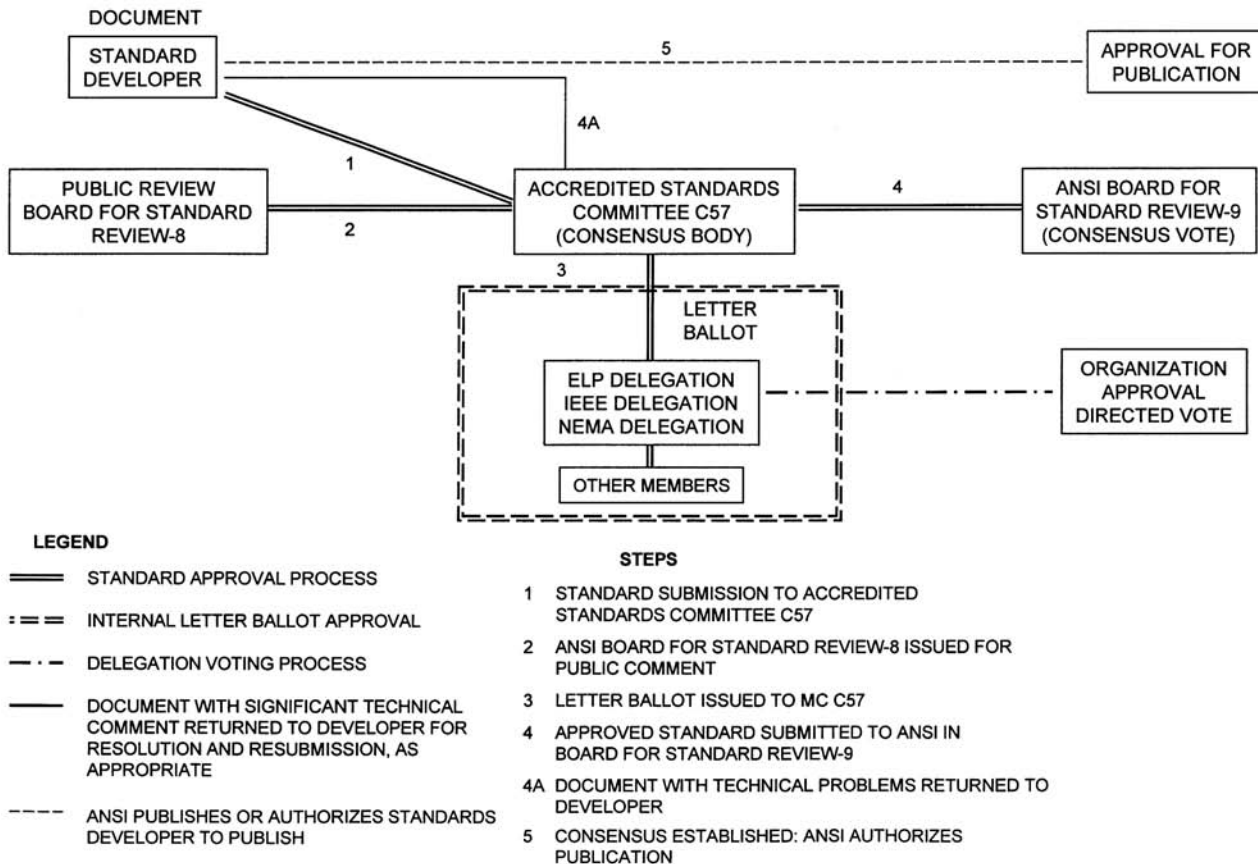 DOCUMENT
STANDARD
DEVELOPER
5
APPROVAL FOR
PUBLICATION
4A
1
PUBLIC REVIEW
BOARD FOR STANDARD
REVIEW-8
2
ACCREDITED STANDARDS
COMMITTEE C57
(CONSENSUS BODY)
4
ANSI BOARD FOR
STANDARD REVIEW-9
(CONSENSUS VOTE)
3
LETTER
BALLOT
ELP DELEGATION
IEEE DELEGATION
NEMA DELEGATION
ORGANIZATION
APPROVAL
DIRECTED VOTE
OTHER MEMBERS
LEGEND
STANDARD APPROVAL PROCESS
INTERNAL LETTER BALLOT APPROVAL
DELEGATION VOTING PROCESS
DOCUMENT WITH SIGNIFICANT TECHNICAL
COMMENT RETURNED TO DEVELOPER FOR
RESOLUTION AND RESUBMISSION, AS
APPROPRIATE
ANSI PUBLISHES OR AUTHORIZES STANDARDS
DEVELOPER TO PUBLISH
STEPS
1 STANDARD SUBMISSION TO ACCREDITED
STANDARDS COMMITTEE C57
2 ANSI BOARD FOR STANDARD REVIEW-8 ISSUED FOR
PUBLIC COMMENT
3 LETTER BALLOT ISSUED TO MC C57
4 APPROVED STANDARD SUBMITTED TO ANSI IN
BOARD FOR STANDARD REVIEW-9
4A DOCUMENT WITH TECHNICAL PROBLEMS RETURNED TO
DEVELOPER
5 CONSENSUS ESTABLISHED: ANSI AUTHORIZES
PUBLICATION